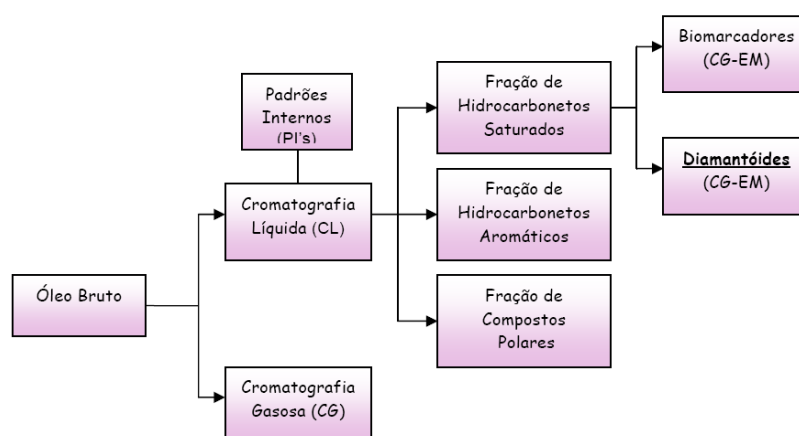 Óleo Bruto
Padrões
Internos
(PI's)
Cromatografia
Líquida (CL)
Cromatografia
Gasosa (CG)
Fração de
Hidrocarbonetos
Saturados
Fração de
Hidrocarbonetos
Aromáticos
Fração de
Compostos
Polares
Biomarcadores
(CG-EM)
Diamantóides
(CG-EM)